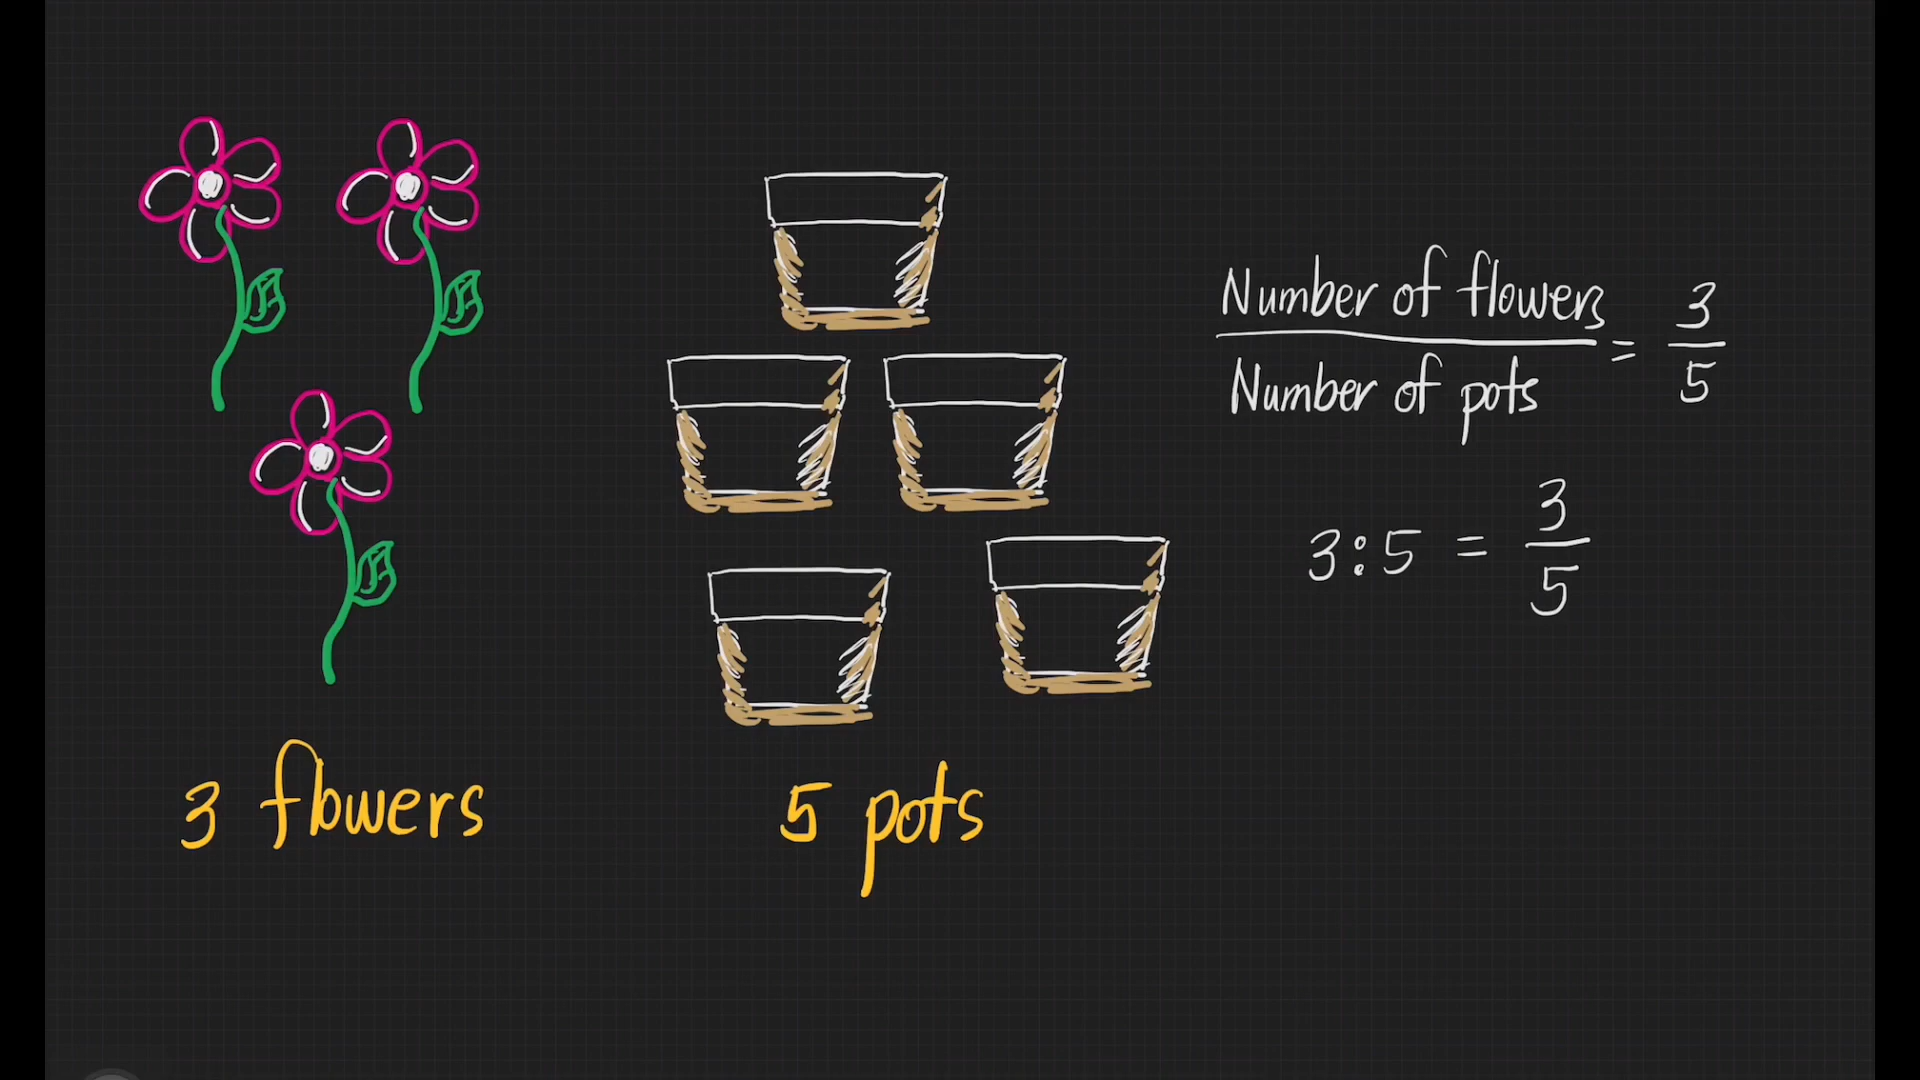 Number of flowers
Number of pots
= 3/5
3:5 = 3/5
3 flowers
5 pots